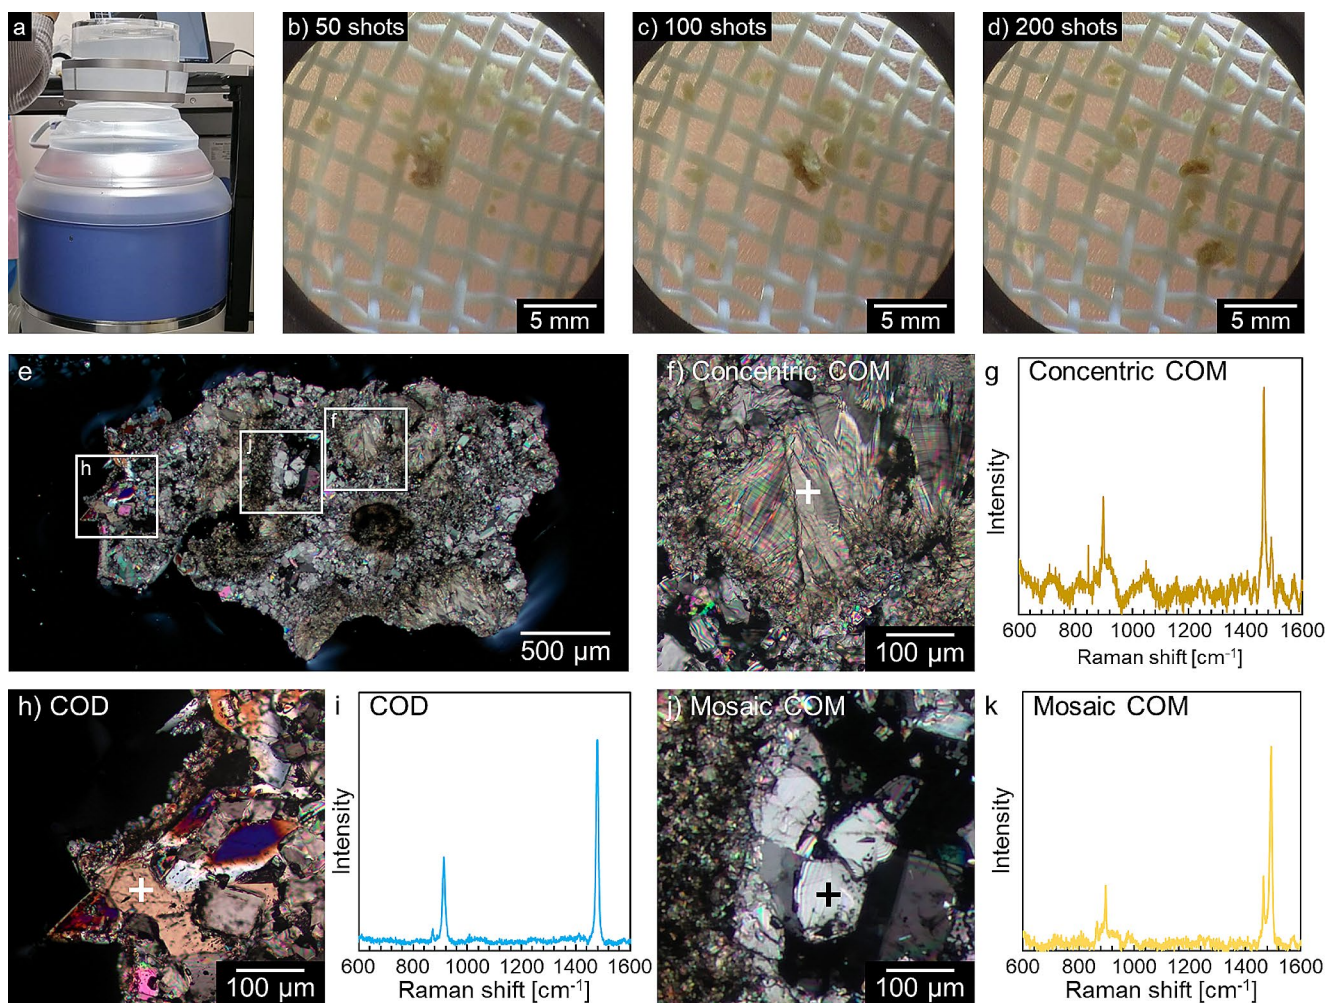 a
b) 50 shots
5 mm
c) 100 shots
5 mm
d) 200 shots
5 mm
e
h
j
f
500 µm
f) Concentric COM
100 µm
g
Concentric COM
Intensity
600 800 1000 1200 1400 1600
Raman shift [cm⁻¹]
h) COD
100 µm
i
COD
Intensity
600 800 1000 1200 1400 1600
Raman shift [cm⁻¹]
j) Mosaic COM
100 µm
k
Mosaic COM
Intensity
600 800 1000 1200 1400 1600
Raman shift [cm⁻¹]